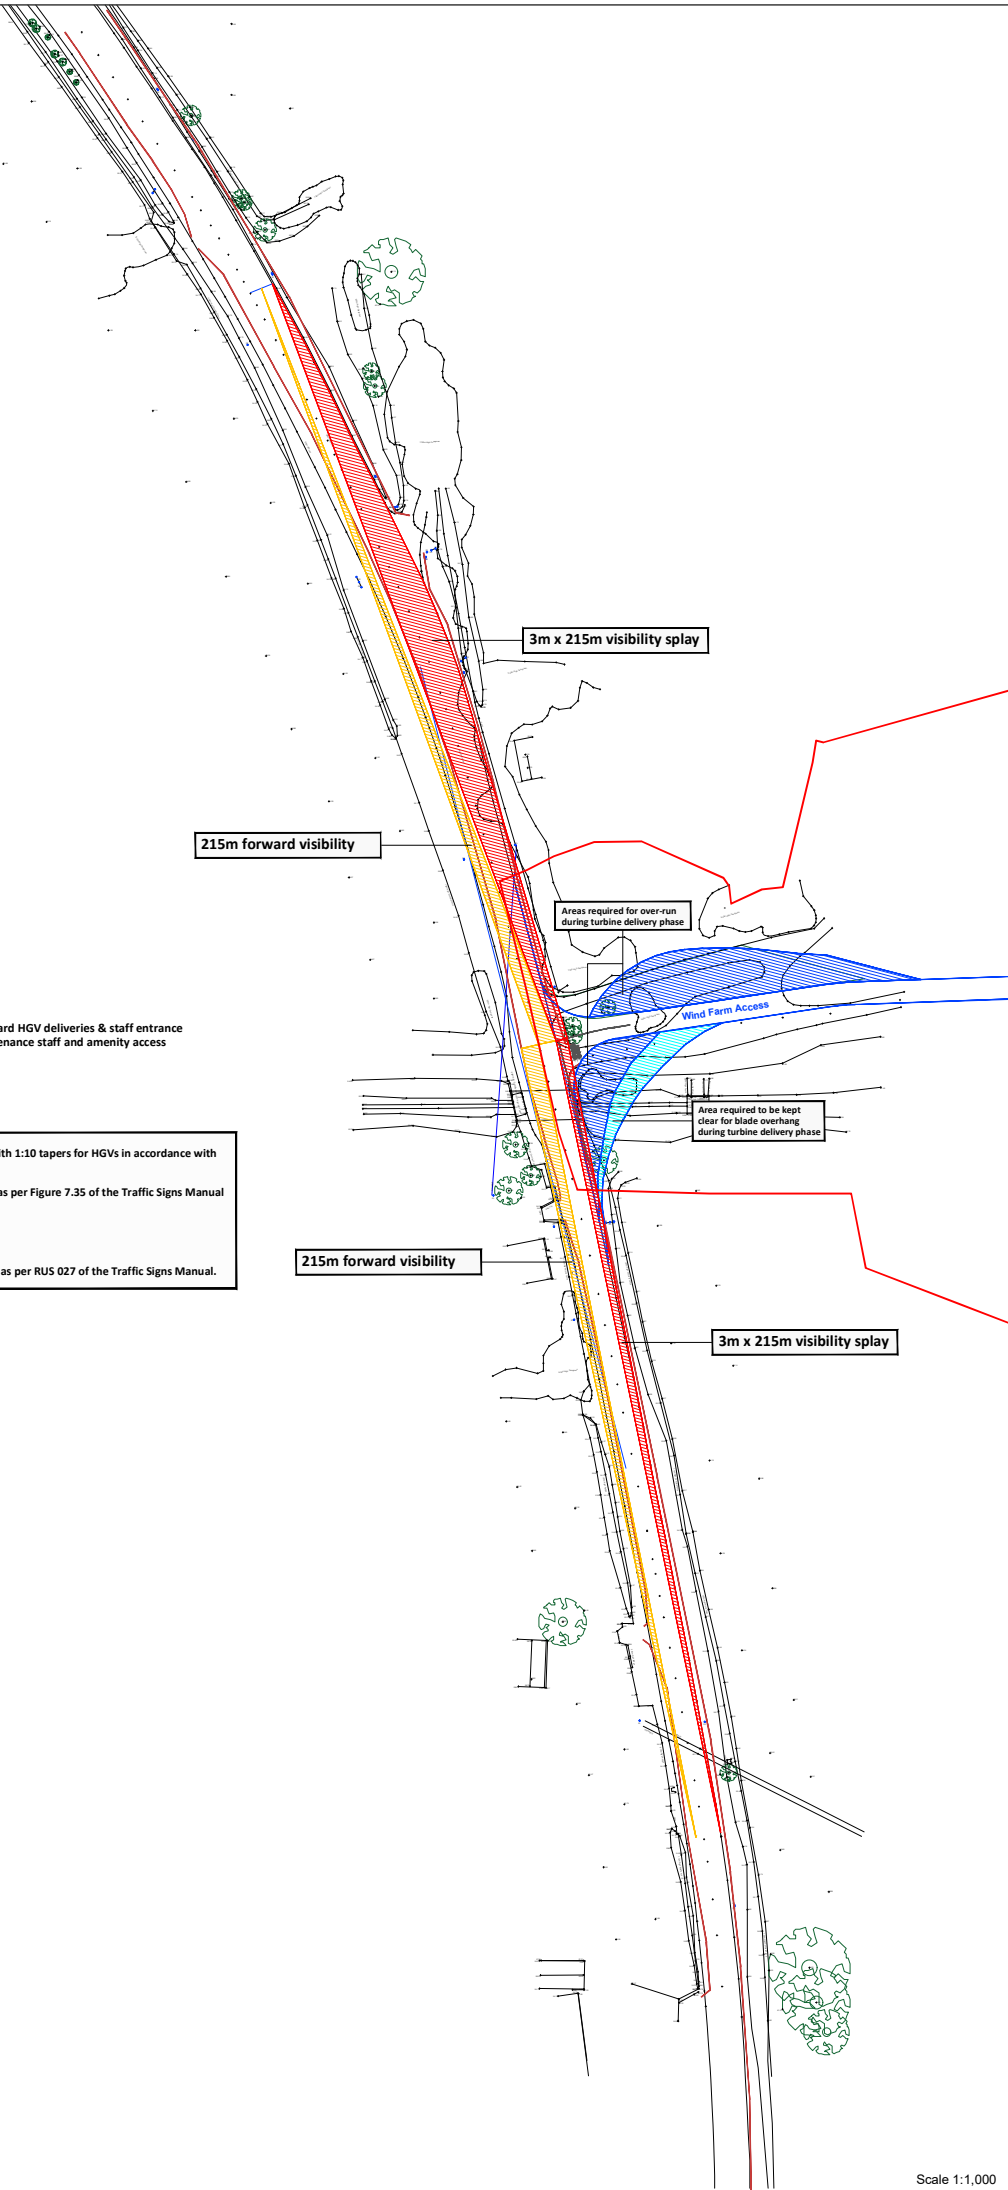 3m x 215m visibility splay
215m forward visibility
Areas required for over-run
during turbine delivery phase
Wind Farm Access
ard HGV deliveries & staff entrance
enance staff and amenity access
Area required to be kept
clear for blade overhang
during turbine delivery phase
ith 1:10 tapers for HGVs in accordance with
as per Figure 7.35 of the Traffic Signs Manual
as per RUS 027 of the Traffic Signs Manual.
215m forward visibility
3m x 215m visibility splay
Scale 1:1,000